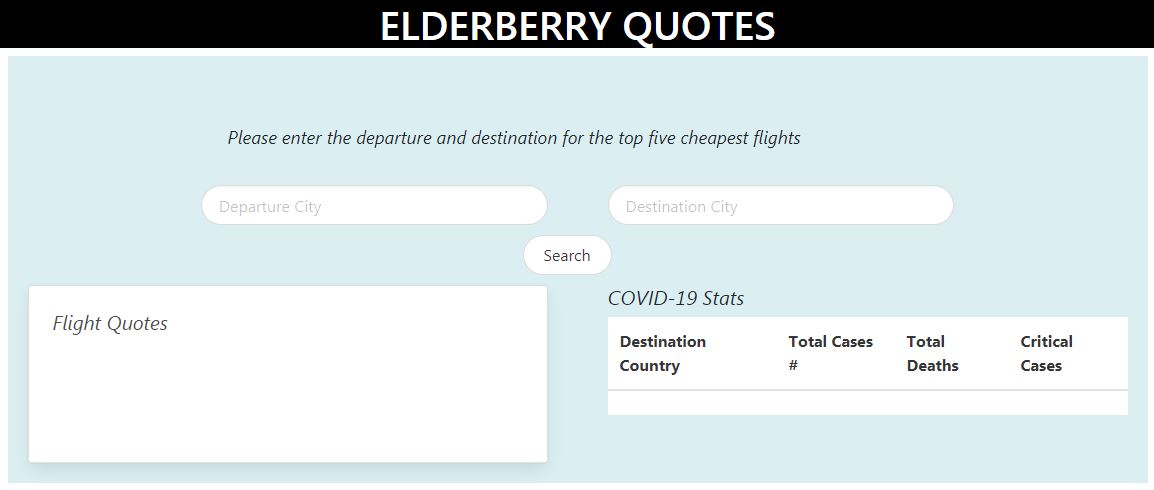 ELDERBERRY QUOTES
Please enter the departure and destination for the top five cheapest flights
Departure City
Destination City
Search
Flight Quotes
COVID-19 Stats
Destination Country
Total Cases #
Total Deaths
Critical Cases